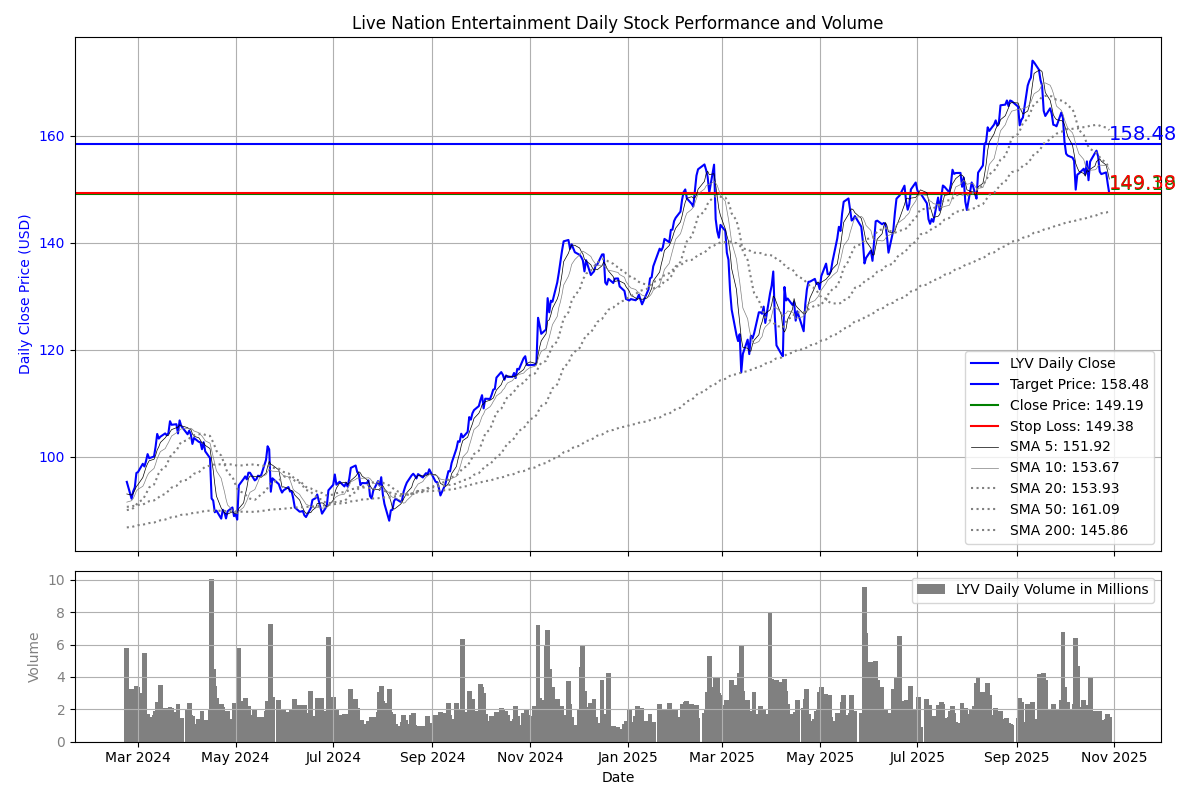 Live Nation Entertainment Daily Stock Performance and Volume
Daily Close Price (USD)
160
140
120
100
158.48
149.38
149.19
LYV Daily Close
Target Price: 158.48
Close Price: 149.19
Stop Loss: 149.38
SMA 5: 151.92
SMA 10: 153.67
SMA 20: 153.93
SMA 50: 161.09
SMA 200: 145.86
Volume
10
8
6
4
2
0
LYV Daily Volume in Millions
Mar 2024 May 2024 Jul 2024 Sep 2024 Nov 2024 Jan 2025 Mar 2025 May 2025 Jul 2025 Sep 2025 Nov 2025
Date